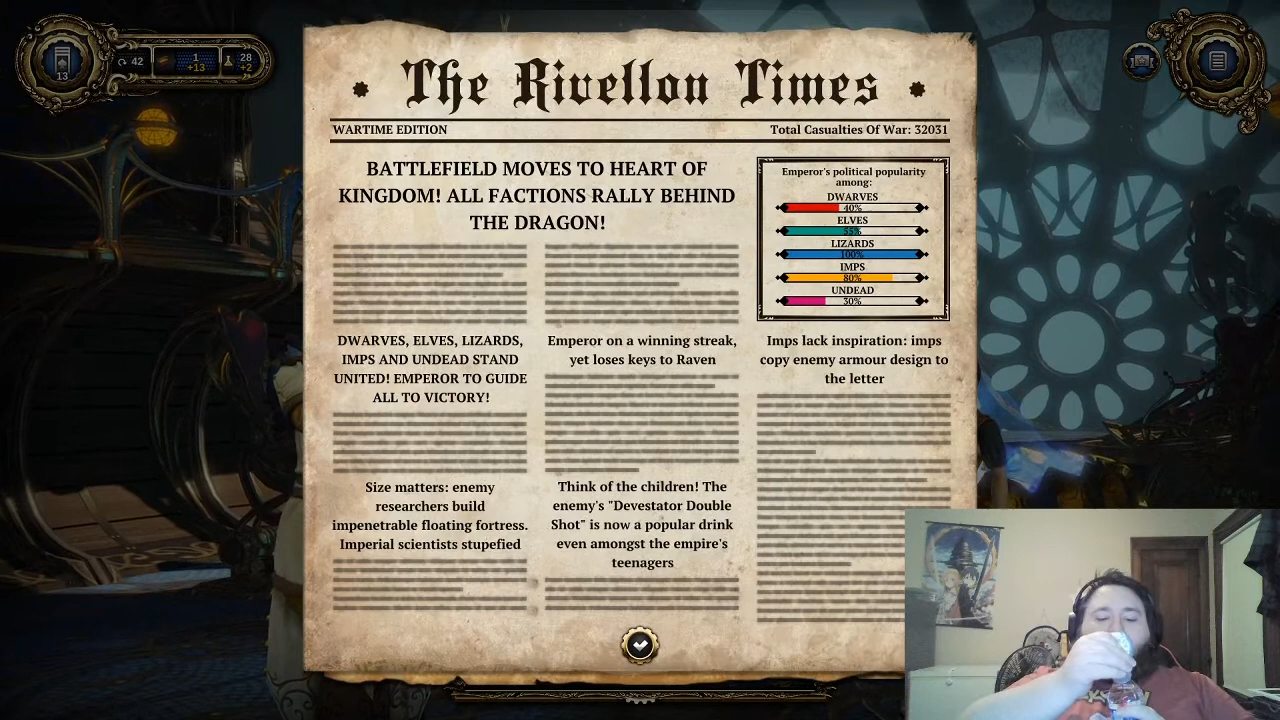 13
42
1
+13
28
+2
The Rivellon Times
WARTIME EDITION
Total Casualties Of War: 32031
BATTLEFIELD MOVES TO HEART OF
KINGDOM! ALL FACTIONS RALLY BEHIND
THE DRAGON!
Emperor's political popularity
among:
DWARVES
40%
ELVES
55%
LIZARDS
100%
IMPS
80%
UNDEAD
30%
DWARVES, ELVES, LIZARDS,
IMPS AND UNDEAD STAND
UNITED! EMPEROR TO GUIDE
ALL TO VICTORY!
Size matters: enemy
researchers build
impenetrable floating fortress.
Imperial scientists stupefied
Emperor on a winning streak,
yet loses keys to Raven
Think of the children! The
enemy's "Devestator Double
Shot" is now a popular drink
even amongst the empire's
teenagers
Imps lack inspiration: imps
copy enemy armour design to
the letter